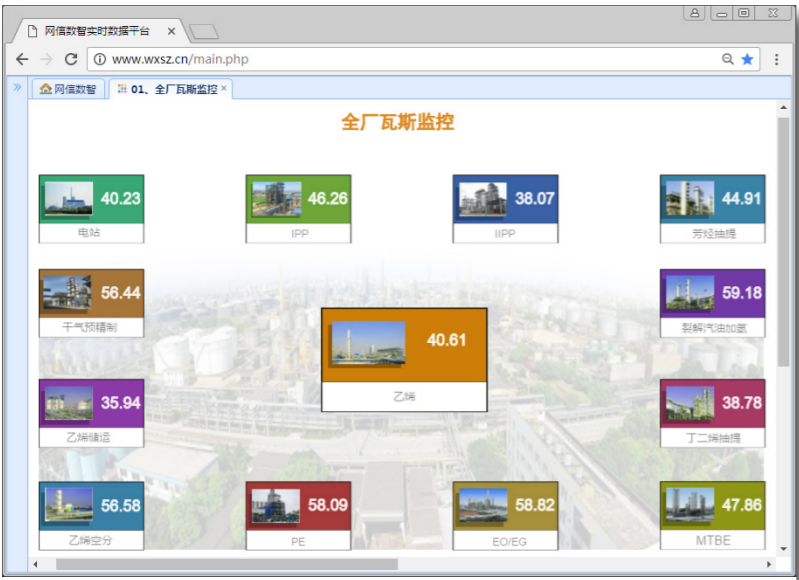 网信数智实时数据平台
www.wxsz.cn/main.php
网信数智
01、全厂瓦斯监控
全厂瓦斯监控
40.23
46.26
38.07
44.91
电站
IPP
IIPP
芳烃抽提
56.44
59.18
干气预精制
裂解汽油加氢
40.61
乙烯
35.94
38.78
乙烯储运
丁二烯抽提
56.58
58.09
58.82
47.86
乙烯空分
PE
EO/EG
MTBE